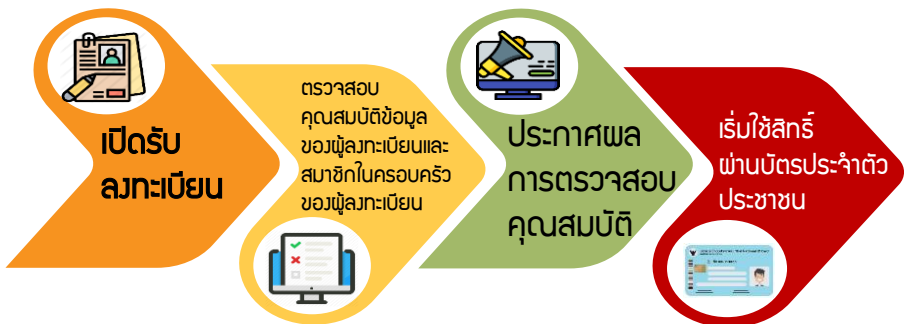 เปิดรับ
ลงทะเบียน
ตรวจสอบ
คุณสมบัติข้อมูล
ของผู้ลงทะเบียนและ
สมาชิกในครอบครัว
ของผู้ลงทะเบียน
ประกาศผล
การตรวจสอบ
คุณสมบัติ
เริ่มใช้สิทธิ์
ผ่านบัตรประจำตัว
ประชาชน